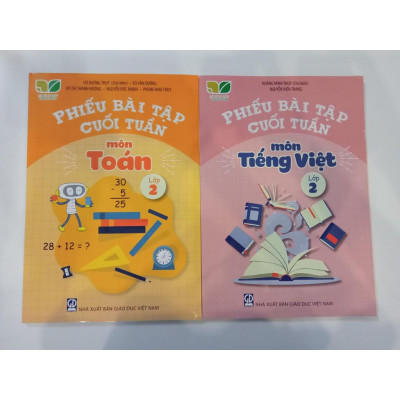 PHIẾU BÀI TẬP
CUỐI TUẦN
môn
Toán
Lớp
2
30
- 5
25
28 + 12 = ?
NHÀ XUẤT BẢN GIÁO DỤC VIỆT NAM
PHIẾU BÀI TẬP
CUỐI TUẦN
môn
Tiếng Việt
Lớp
2
NHÀ XUẤT BẢN GIÁO DỤC VIỆT NAM